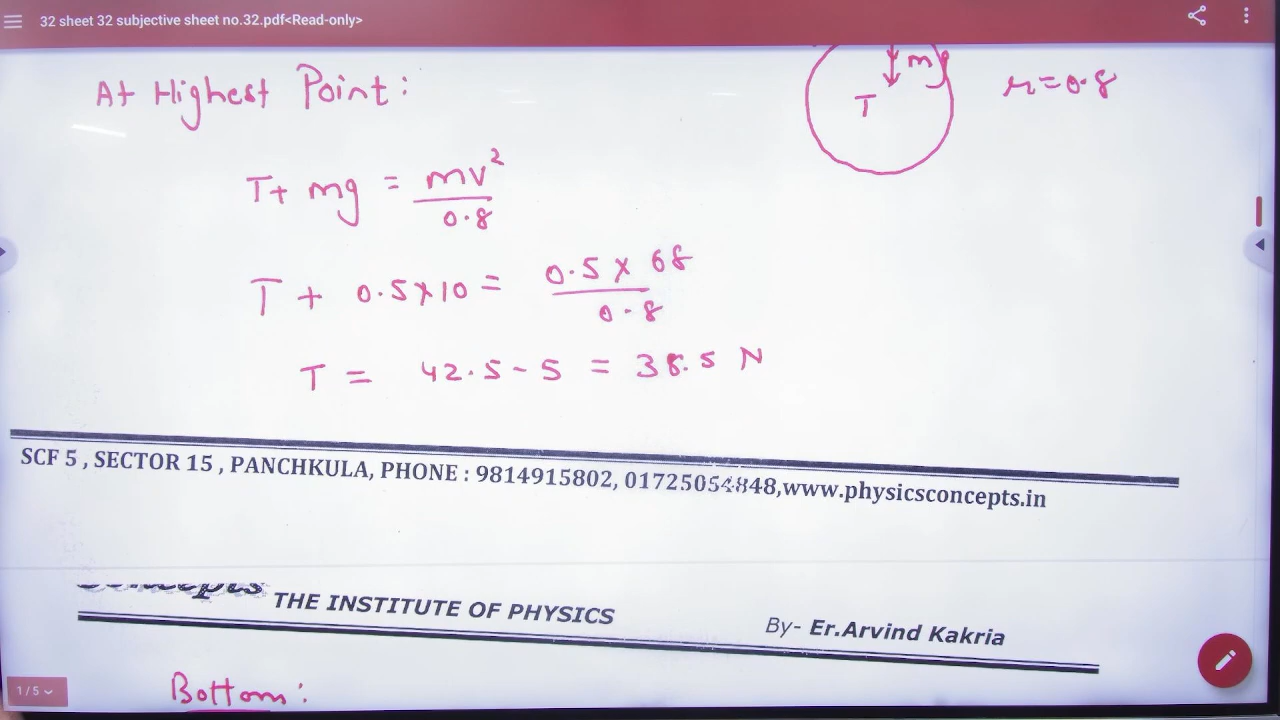 32 sheet 32 subjective sheet no.32.pdf<Read-only>
At Highest Point:
mg
T
r=0.8
T+ mg = mv²/0.8
T + 0.5×10 = 0.5 × 68/0.8
T = 42.5 - 5 = 38.5 N
SCF 5 , SECTOR 15 , PANCHKULA, PHONE : 9814915802, 01725054848,www.physicsconcepts.in
Concepts THE INSTITUTE OF PHYSICS
By- Er.Arvind Kakria
Bottom:
1/5